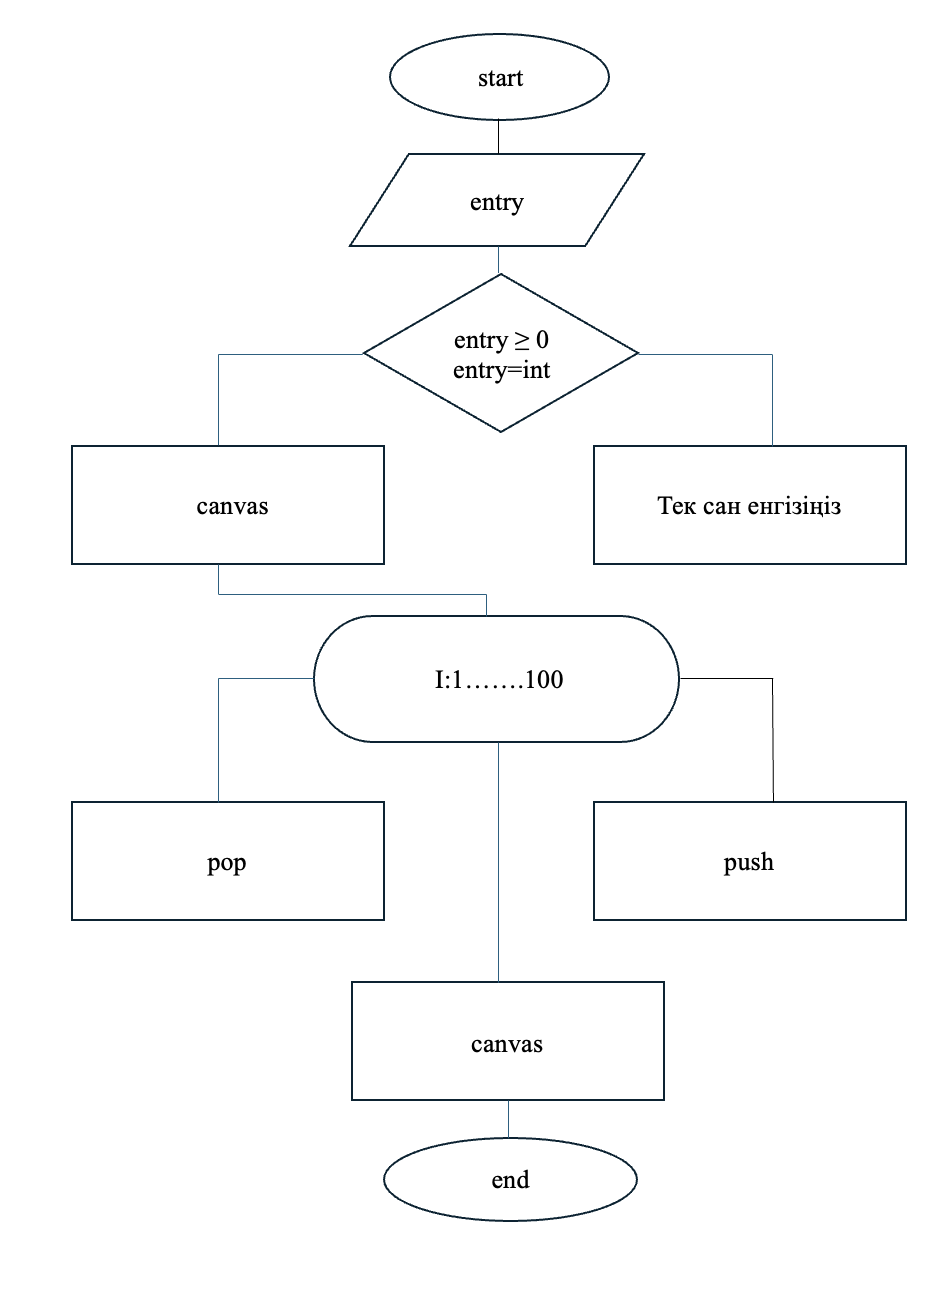 start
entry
entry ≥ 0
entry=int
canvas
Тек сан енгізіңіз
I:1…….100
pop
push
canvas
end